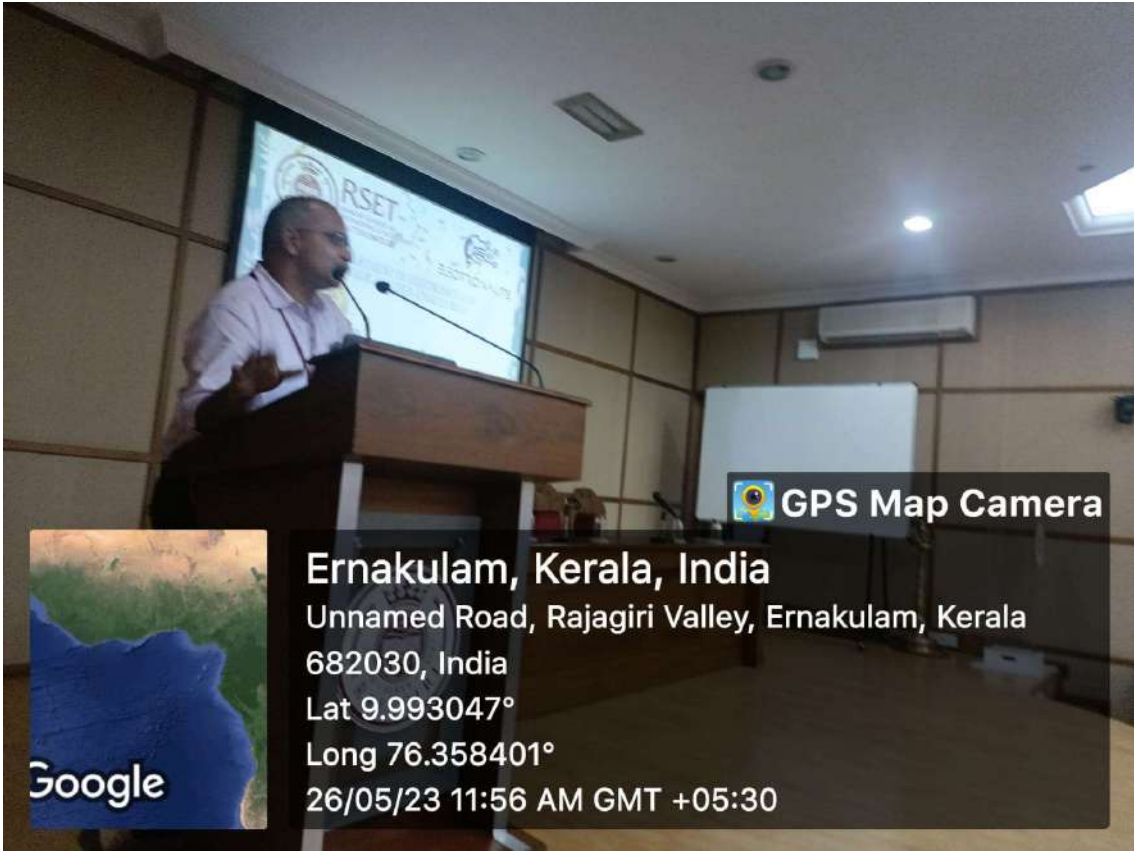 RSET
GPS Map Camera
Ernakulam, Kerala, India
Unnamed Road, Rajagiri Valley, Ernakulam, Kerala
682030, India
Lat 9.993047°
Long 76.358401°
26/05/23 11:56 AM GMT +05:30
Google